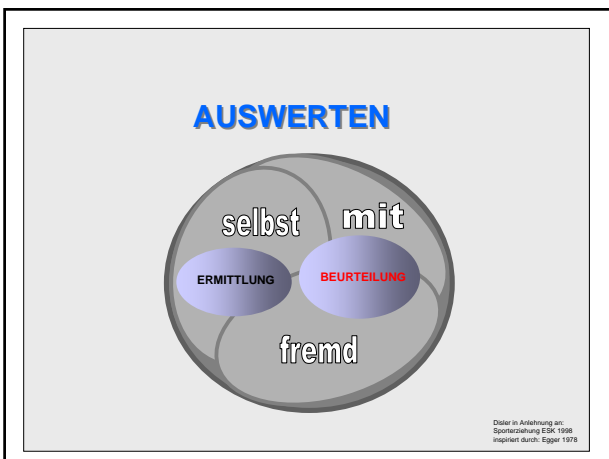 AUSWERTEN
selbst
mit
ERMITTLUNG
BEURTEILUNG
fremd
Disler in Anlehnung an:
Sporterziehung ESK 1998
inspiriert durch: Egger 1978